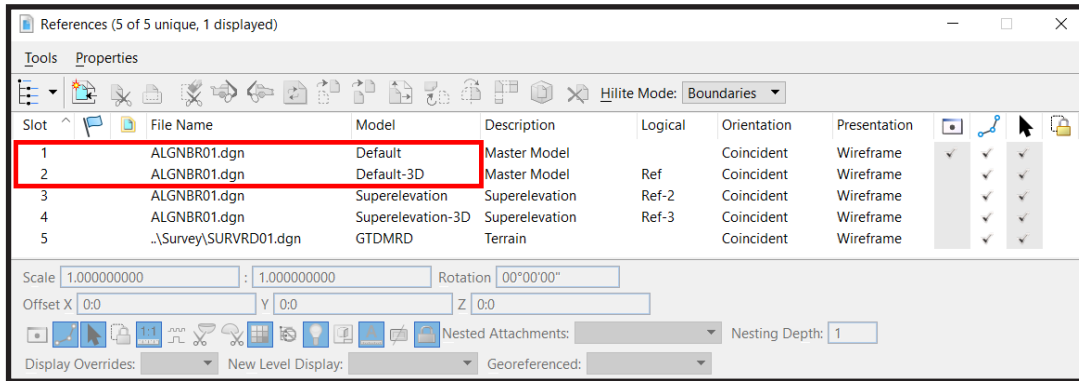 References (5 of 5 unique, 1 displayed)
Tools Properties
Hilite Mode: Boundaries
Slot File Name Model Description Logical Orientation Presentation
1 ALGNBR01.dgn Default Master Model Coincident Wireframe
2 ALGNBR01.dgn Default-3D Master Model Ref Coincident Wireframe
3 ALGNBR01.dgn Superelevation Superelevation Ref-2 Coincident Wireframe
4 ALGNBR01.dgn Superelevation-3D Superelevation Ref-3 Coincident Wireframe
5 ..\Survey\SURVRD01.dgn GTDMRD Terrain Coincident Wireframe
Scale 1.000000000 : 1.000000000 Rotation 00°00'00"
Offset X 0:0 Y 0:0 Z 0:0
1:1 Nested Attachments: Nesting Depth: 1
Display Overrides: New Level Display: Georeferenced: